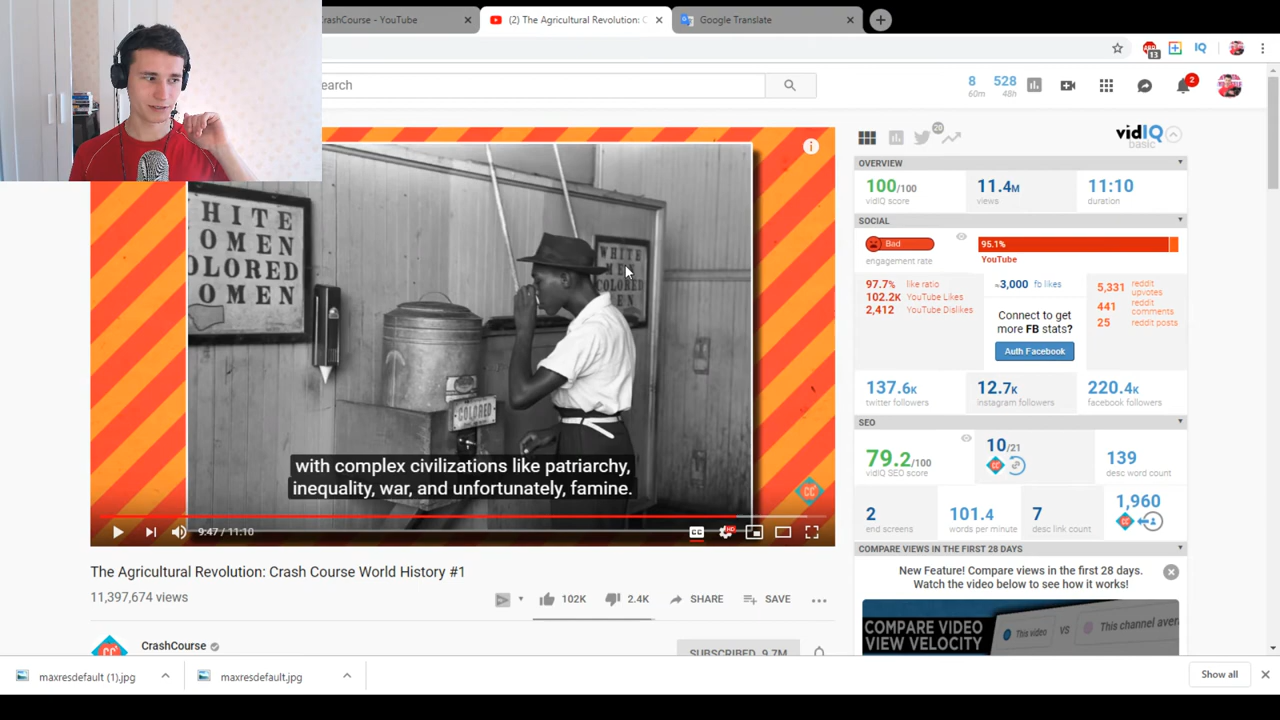 CrashCourse - YouTube
(2) The Agricultural Revolution: C
Google Translate
earch
8
60m
528
48h
IQ
13
2
HITE
OMEN
OLORED
OMEN
WHITE
MEN
COLORED
EN
COLORED
with complex civilizations like patriarchy,
inequality, war, and unfortunately, famine.
9:47 / 11:10
CC
HD
The Agricultural Revolution: Crash Course World History #1
11,397,674 views
102K
2.4K
SHARE
SAVE
CrashCourse
SUBSCRIBED 9.7M
20
vidIQ
basic
OVERVIEW
100/100
vidIQ score
11.4M
views
11:10
duration
SOCIAL
Bad
engagement rate
95.1%
YouTube
97.7% like ratio
102.2K YouTube Likes
2,412 YouTube Dislikes
≈3,000 fb likes
Connect to get
more FB stats?
Auth Facebook
5,331 reddit upvotes
441 reddit comments
25 reddit posts
137.6K
twitter followers
12.7K
instagram followers
220.4K
facebook followers
SEO
79.2/100
vidIQ SEO score
10/21
139
desc word count
2
end screens
101.4
words per minute
7
desc link count
1,960
COMPARE VIEWS IN THE FIRST 28 DAYS
New Feature! Compare views in the first 28 days.
Watch the video below to see how it works!
COMPARE VIDEO
VIEW VELOCITY
This video
VS
This channel aver
maxresdefault (1).jpg
maxresdefault.jpg
Show all